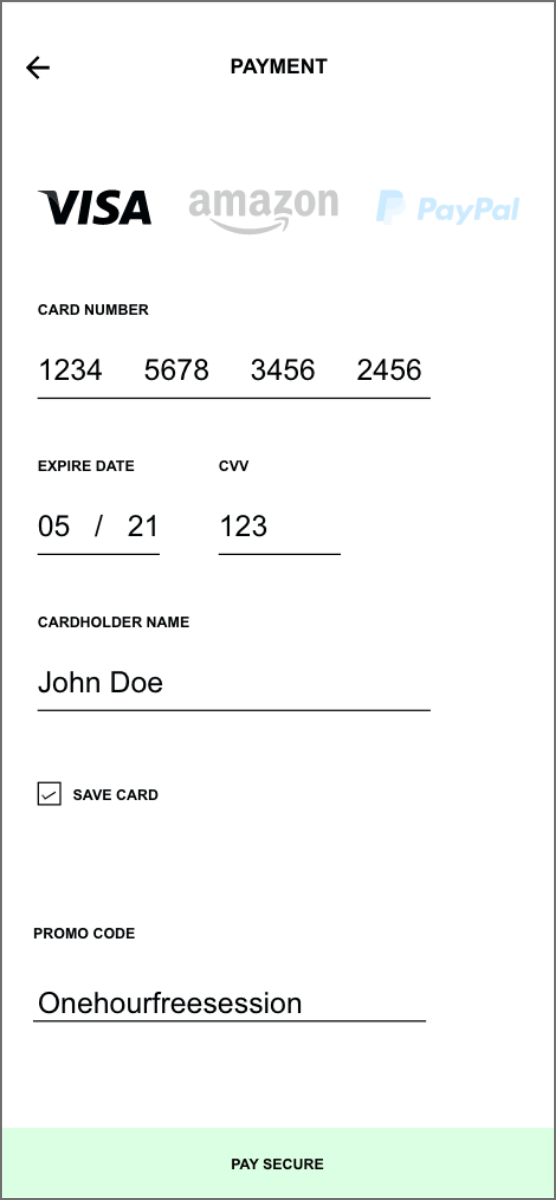 PAYMENT
VISA amazon PayPal
CARD NUMBER
1234 5678 3456 2456
EXPIRE DATE CVV
05 / 21 123
CARDHOLDER NAME
John Doe
SAVE CARD
PROMO CODE
Onehourfreesession
PAY SECURE